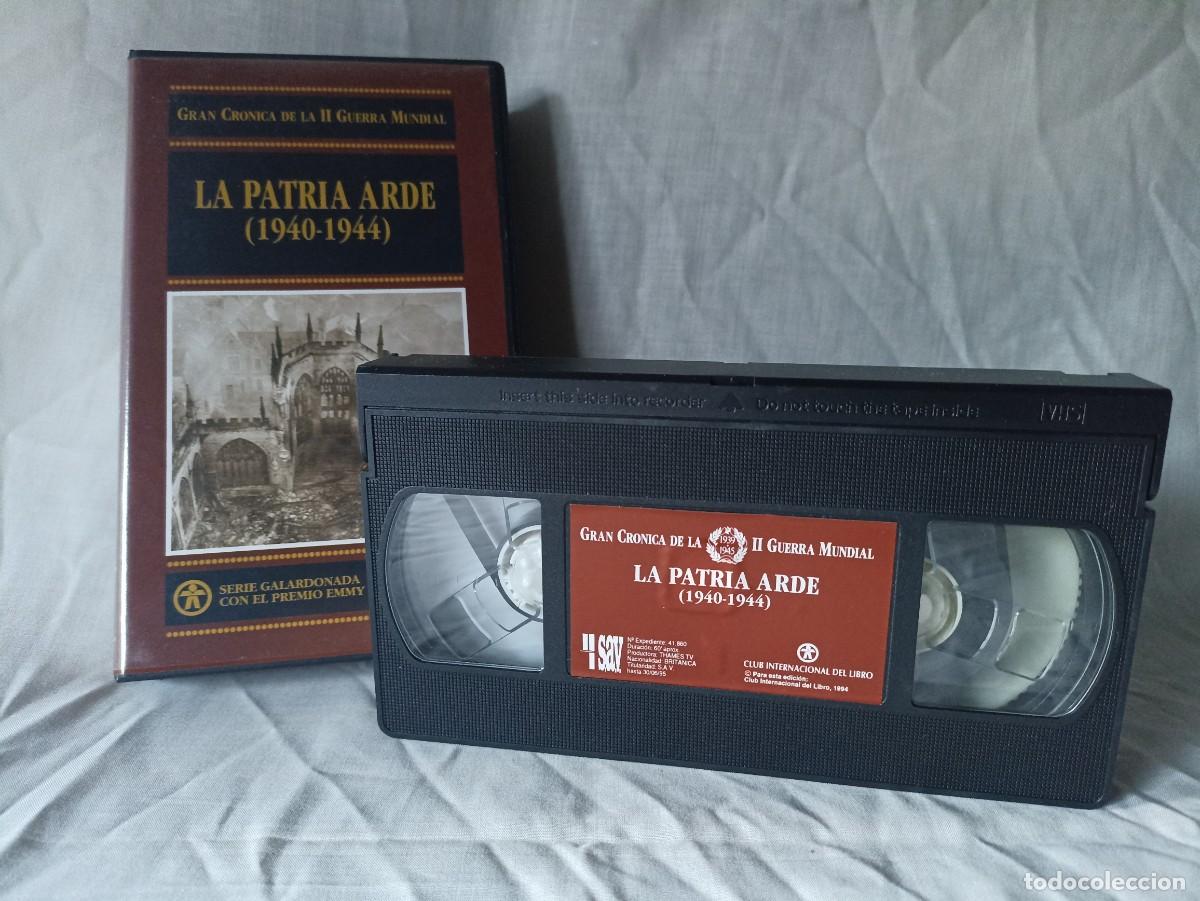 GRAN CRONICA DE LA II GUERRA MUNDIAL
LA PATRIA ARDE
(1940-1944)
SERIE GALARDONADA
CON EL PREMIO EMMY
Insert this side into recorder Do not touch the tape inside VHS
GRAN CRONICA DE LA 1939 1945 II GUERRA MUNDIAL
LA PATRIA ARDE
(1940-1944)
sav
Nº Expediente: 41.860
Duración: 60' aprox.
Productora: THAMES TV
Nacionalidad: BRITANICA
Titularidad: S.A.V.
hasta 30/06/95
CLUB INTERNACIONAL DEL LIBRO
© Para esta edición:
Club Internacional del Libro, 1994
todocoleccion